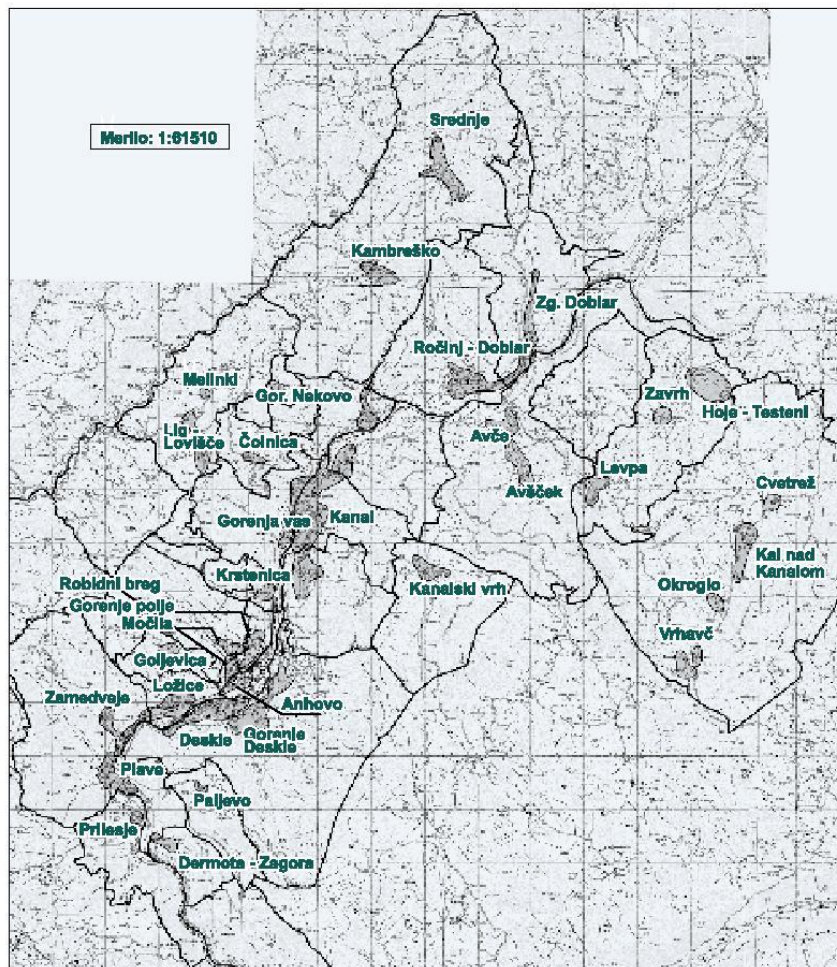 Merilo: 1:61510
Srednje
Kambreško
Zg. Doblar
Ročinj - Doblar
Melinki
Gor. Nekovo
Zavrh
Hoje - Testeni
Lig -
Lovišče
Čolnica
Avče
Levpa
Avšček
Cvetrež
Gorenja vas
Kanal
Kal nad
Kanalom
Robidni breg
Krstenica
Kanalski vrh
Okroglo
Gorenje polje
Močila
Vrhavč
Goljevica
Ložice
Zamedveje
Anhovo
Deskle
Gorenje
Deskle
Plave
Paljevo
Prilesje
Dermota - Zagora